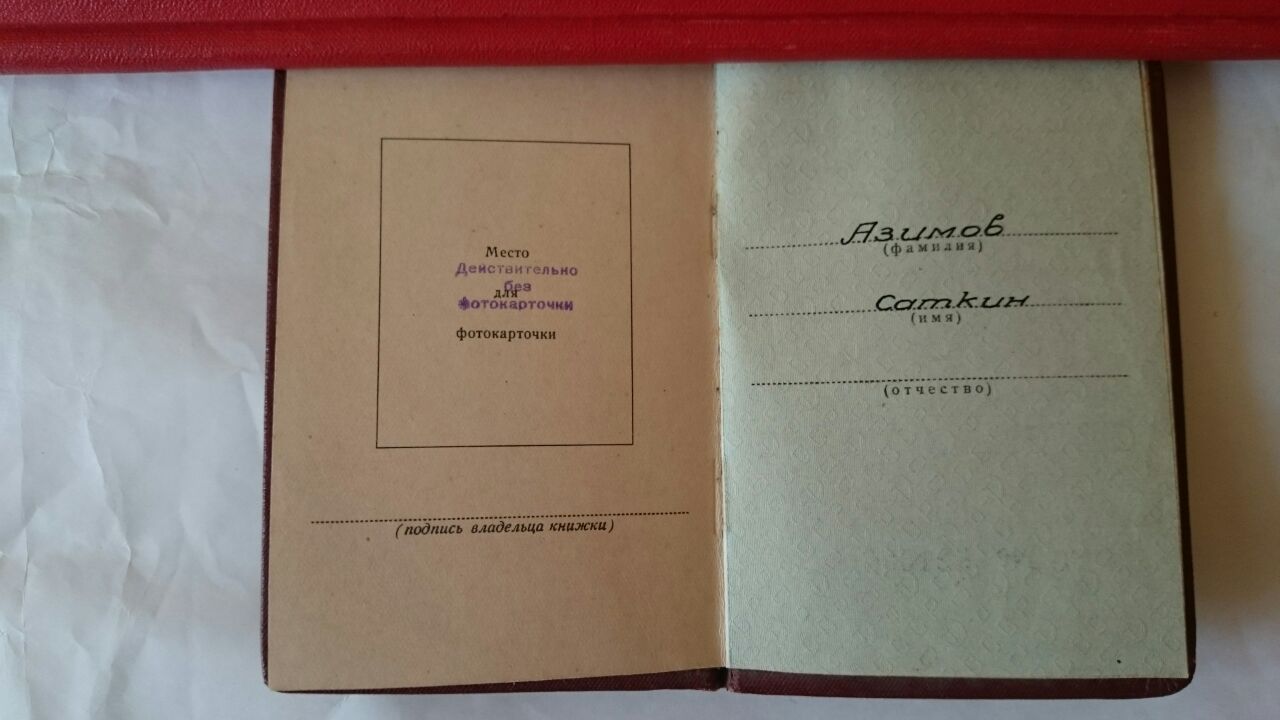 Место
Действительно
без
для
фотокарточки
фотокарточки
(подпись владельца книжки)
Азимов
(фамилия)
Саткин
(имя)
(отчество)